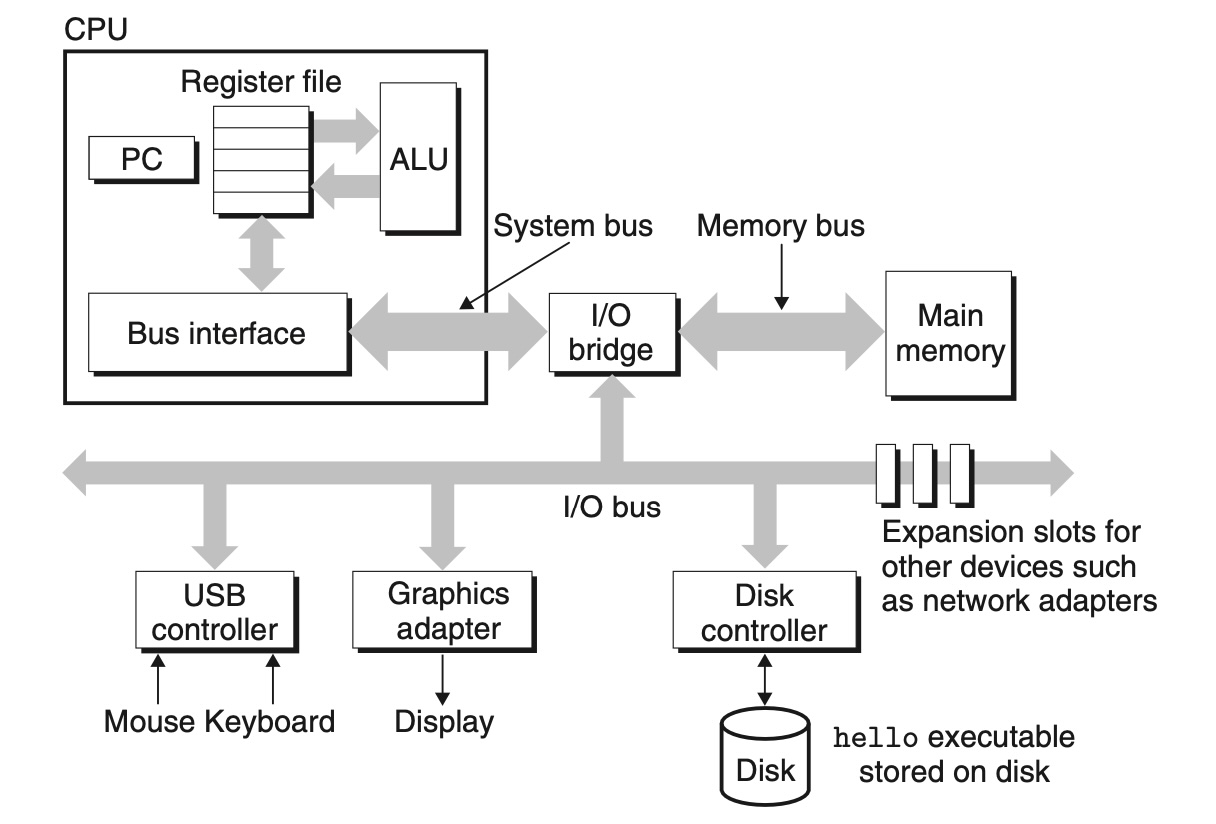 CPU
Register file
PC
ALU
System bus
Memory bus
Bus interface
I/O
bridge
Main
memory
I/O bus
Expansion slots for
other devices such
as network adapters
USB
controller
Graphics
adapter
Disk
controller
Mouse Keyboard
Display
Disk
hello executable
stored on disk